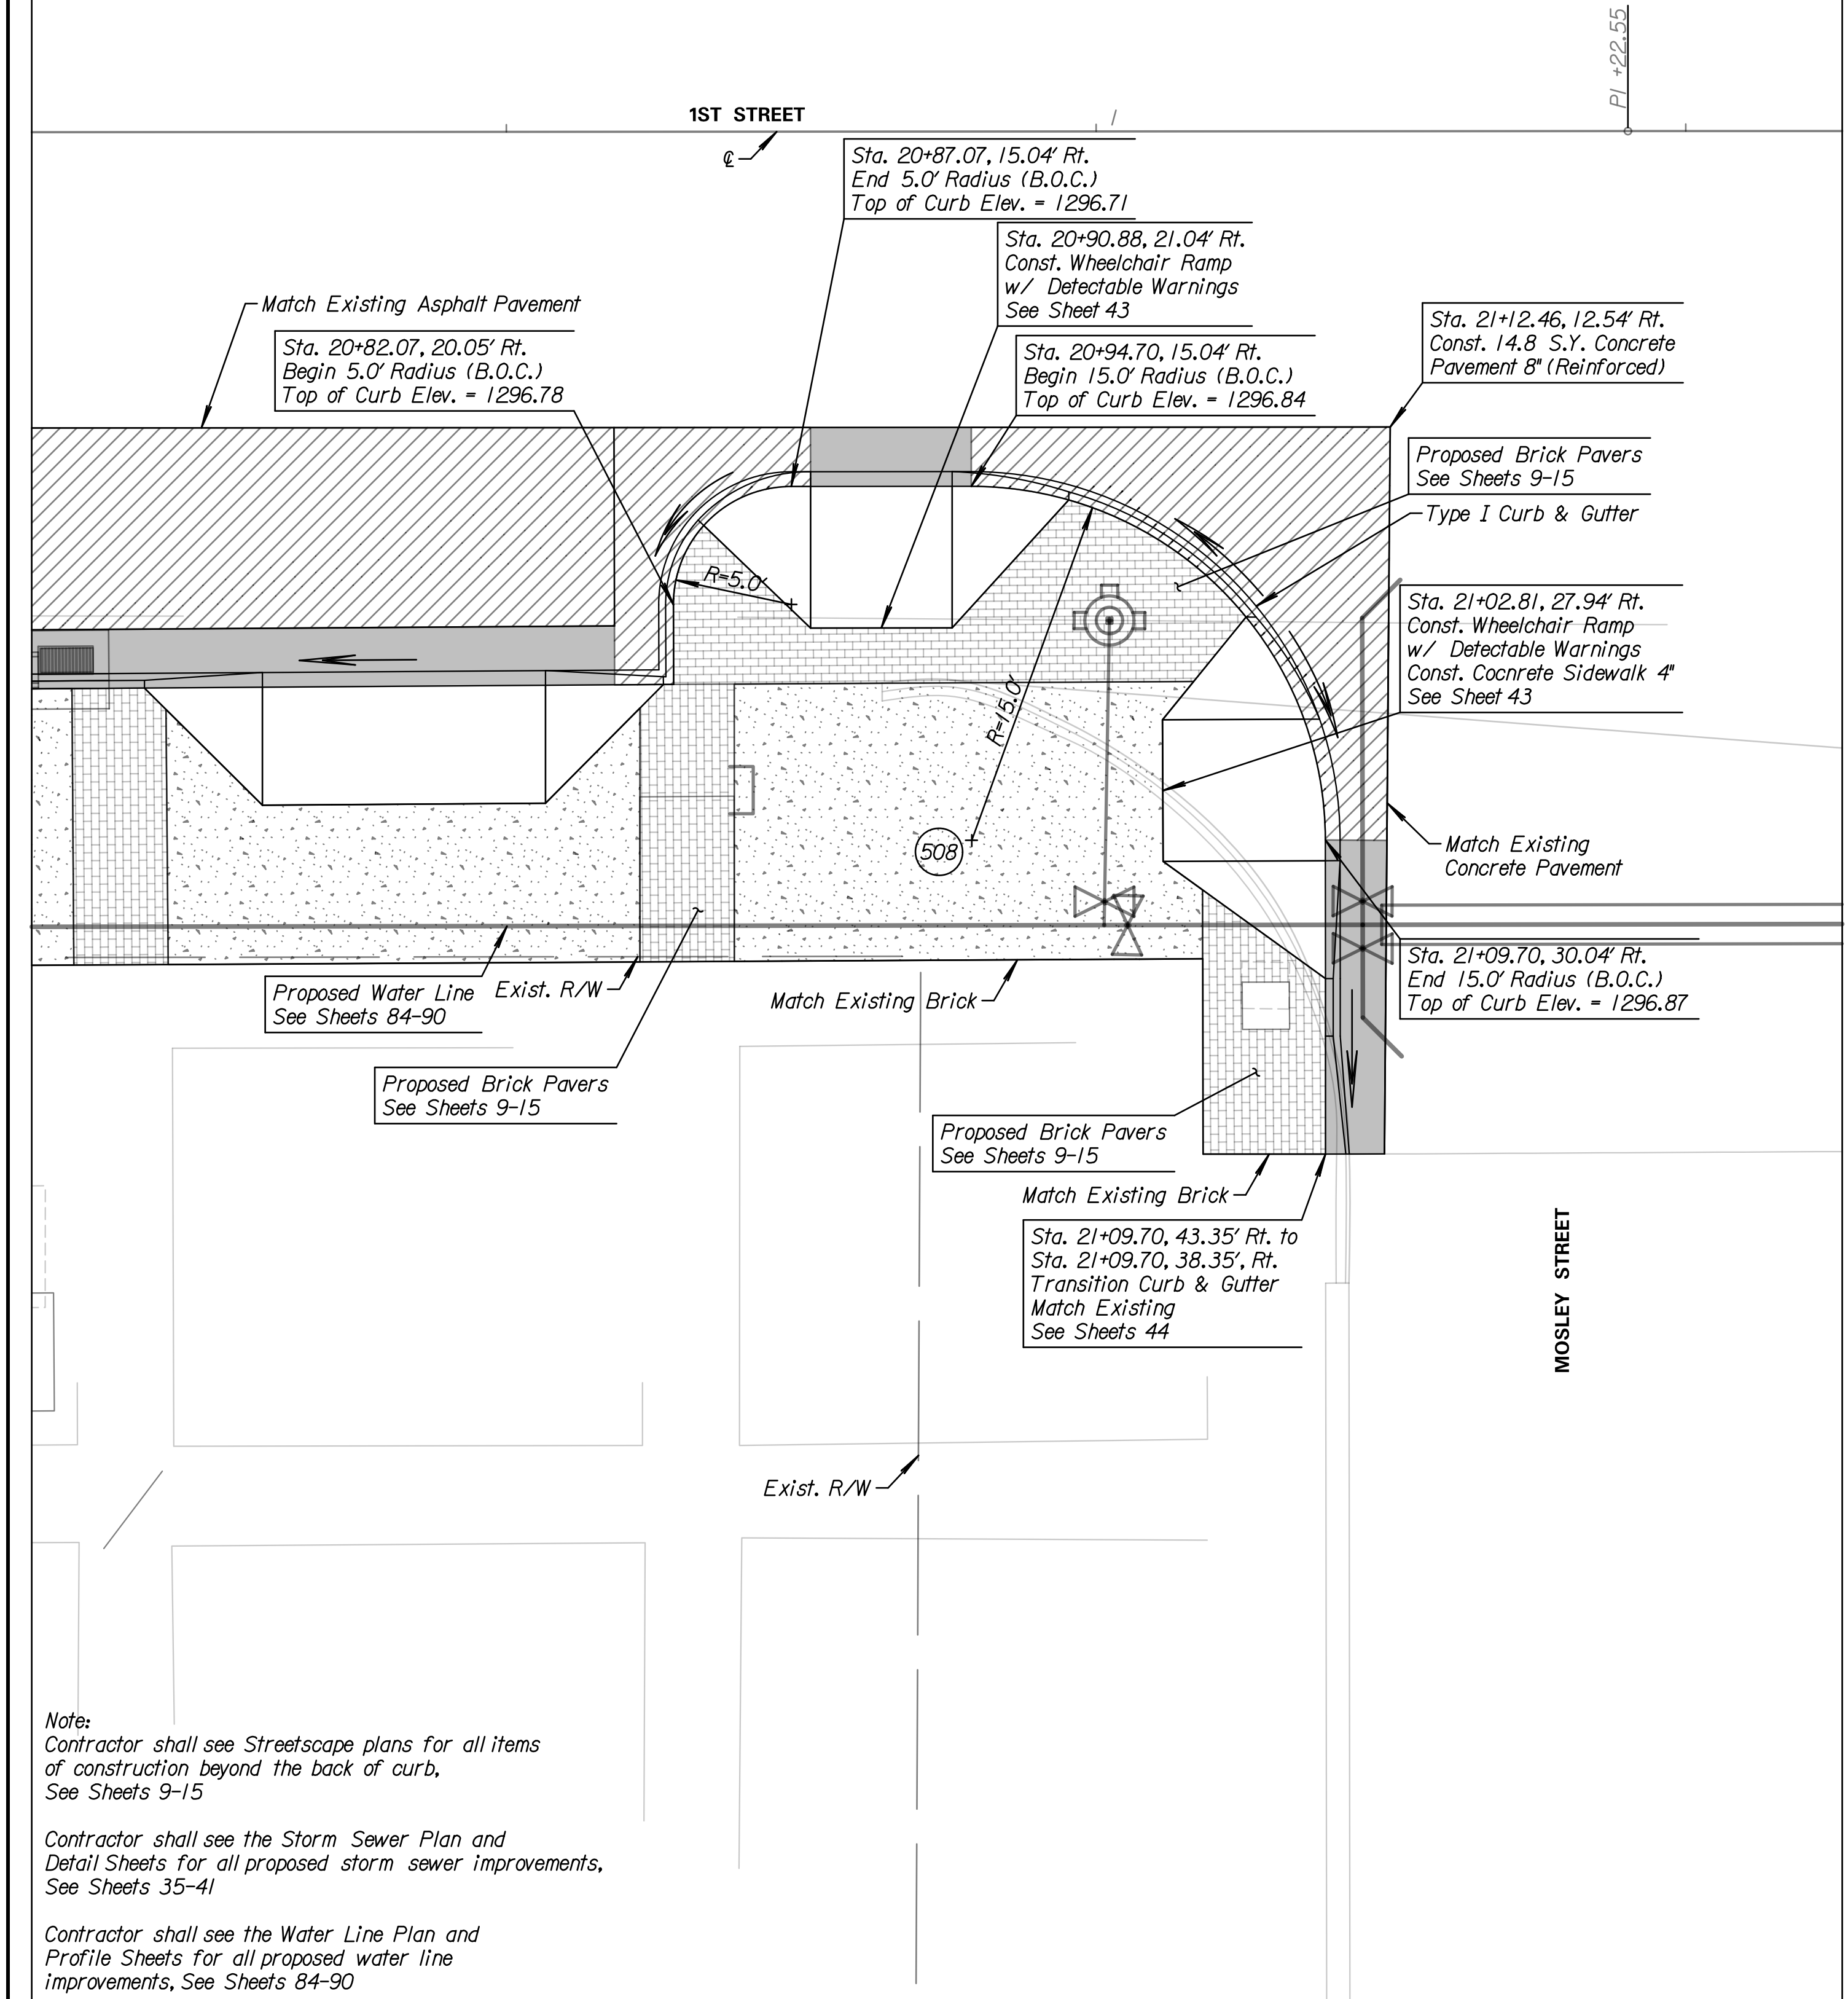 PI +22.55
1ST STREET
℄
Sta. 20+87.07, 15.04' Rt.
End 5.0' Radius (B.O.C.)
Top of Curb Elev. = 1296.71
Sta. 20+90.88, 21.04' Rt.
Const. Wheelchair Ramp
w/ Detectable Warnings
See Sheet 43
Match Existing Asphalt Pavement
Sta. 20+82.07, 20.05' Rt.
Begin 5.0' Radius (B.O.C.)
Top of Curb Elev. = 1296.78
Sta. 20+94.70, 15.04' Rt.
Begin 15.0' Radius (B.O.C.)
Top of Curb Elev. = 1296.84
Sta. 21+12.46, 12.54' Rt.
Const. 14.8 S.Y. Concrete
Pavement 8" (Reinforced)
Proposed Brick Pavers
See Sheets 9-15
Type I Curb & Gutter
R=5.0'
Sta. 21+02.81, 27.94' Rt.
Const. Wheelchair Ramp
w/ Detectable Warnings
Const. Cocnrete Sidewalk 4"
See Sheet 43
R=15.0'
508
Match Existing
Concrete Pavement
Sta. 21+09.70, 30.04' Rt.
End 15.0' Radius (B.O.C.)
Top of Curb Elev. = 1296.87
Proposed Water Line
See Sheets 84-90
Exist. R/W
Match Existing Brick
Proposed Brick Pavers
See Sheets 9-15
Proposed Brick Pavers
See Sheets 9-15
Match Existing Brick
Sta. 21+09.70, 43.35' Rt. to
Sta. 21+09.70, 38.35', Rt.
Transition Curb & Gutter
Match Existing
See Sheets 44
MOSLEY STREET
Exist. R/W
Note:
Contractor shall see Streetscape plans for all items
of construction beyond the back of curb,
See Sheets 9-15
Contractor shall see the Storm Sewer Plan and
Detail Sheets for all proposed storm sewer improvements,
See Sheets 35-41
Contractor shall see the Water Line Plan and
Profile Sheets for all proposed water line
improvements, See Sheets 84-90